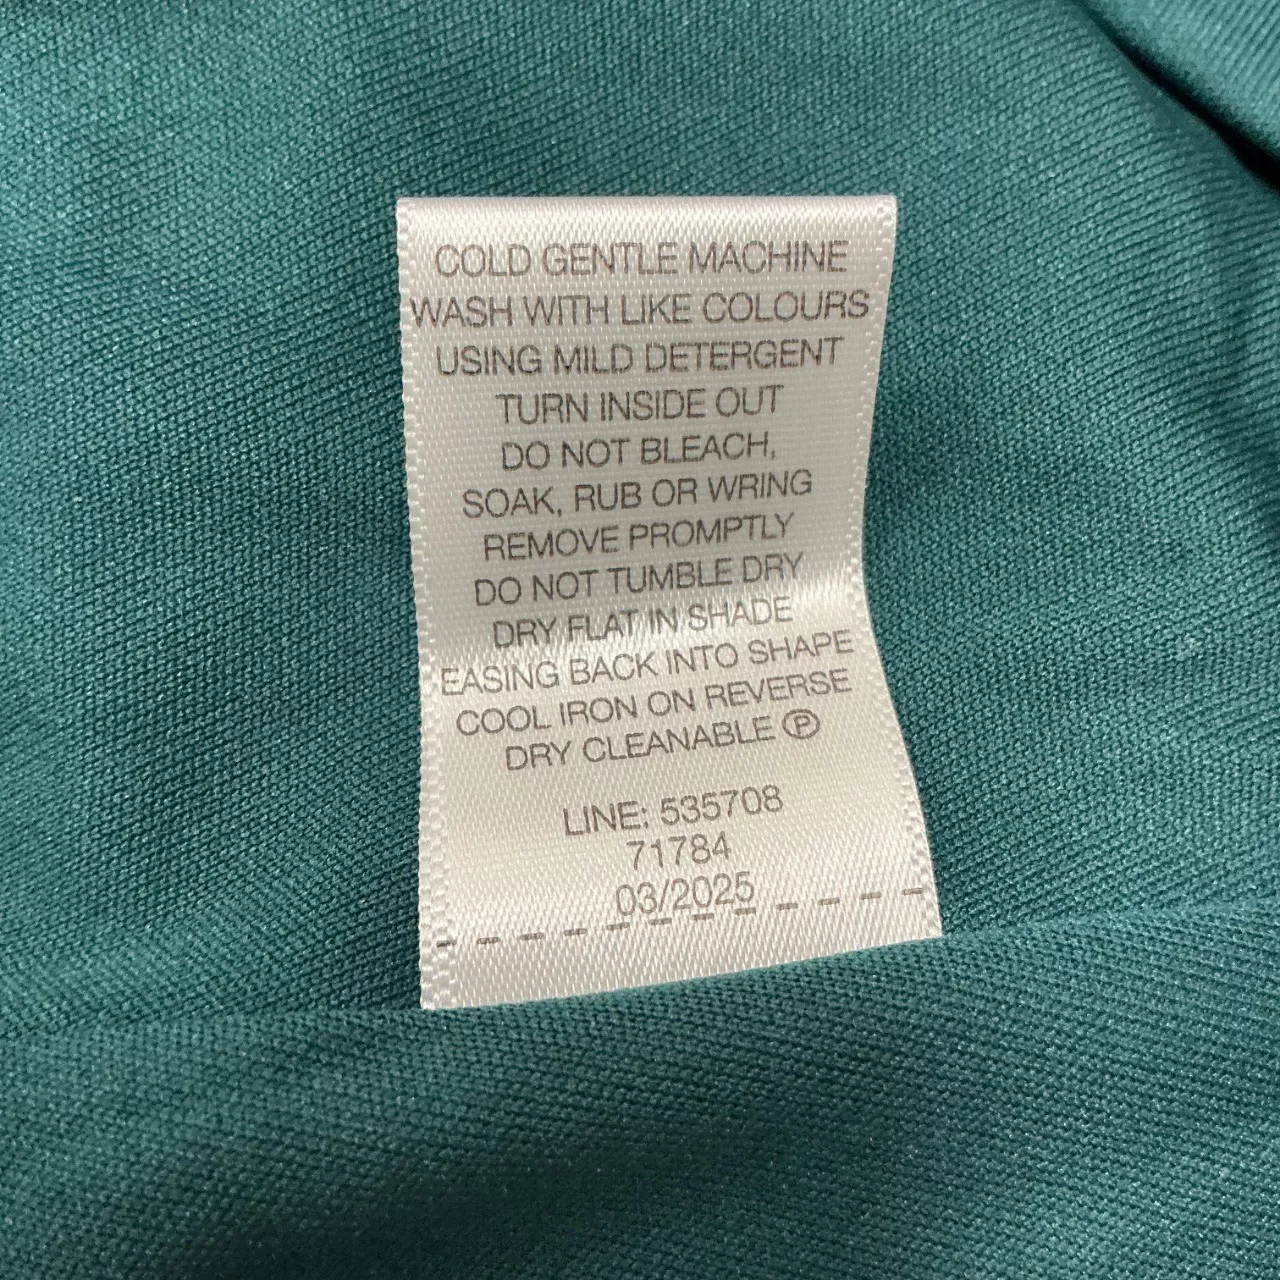 COLD GENTLE MACHINE
WASH WITH LIKE COLOURS
USING MILD DETERGENT
TURN INSIDE OUT
DO NOT BLEACH,
SOAK, RUB OR WRING
REMOVE PROMPTLY
DO NOT TUMBLE DRY
DRY FLAT IN SHADE
EASING BACK INTO SHAPE
COOL IRON ON REVERSE
DRY CLEANABLE Ⓟ
LINE: 535708
71784
03/2025